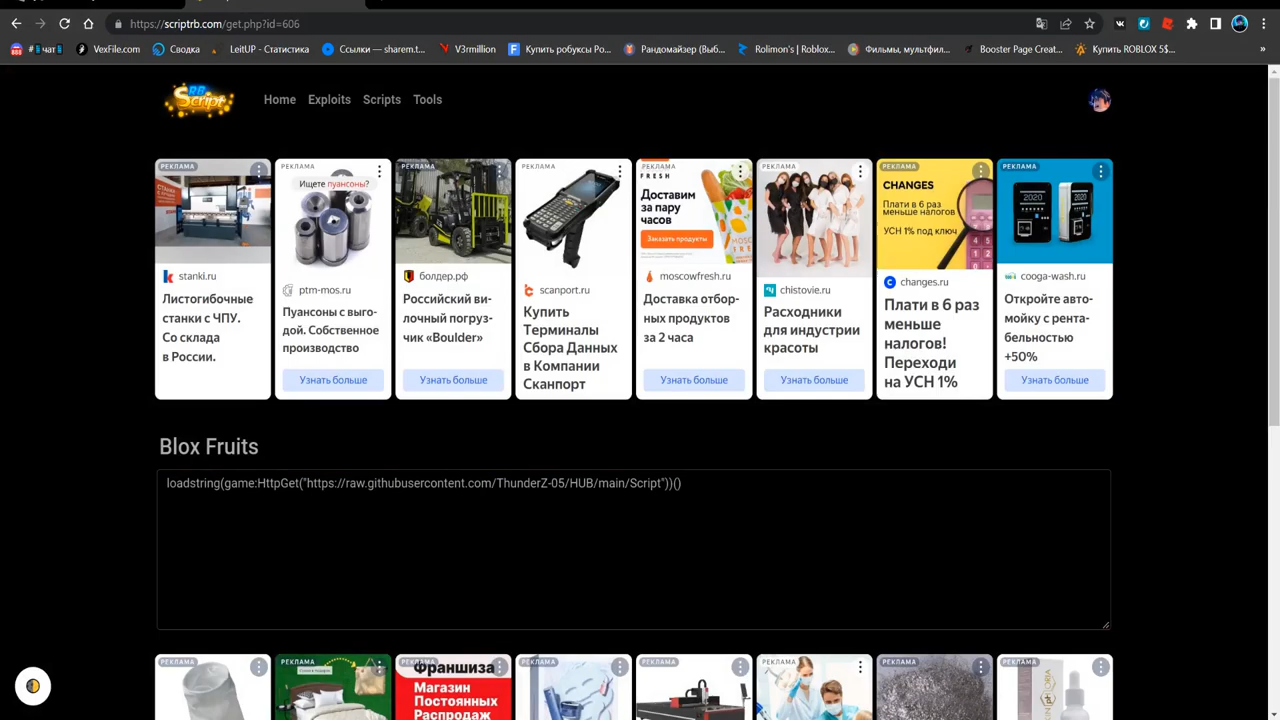 https://scriptrb.com/get.php?id=606
VexFile.com
Сводка
LeitUP - Статистика
Ссылки — sharem.t...
V3rmillion
Купить робуксы Ро...
Рандомайзер (Выб...
Rolimon's | Roblox...
Фильмы, мультфил...
Booster Page Creat...
Купить ROBLOX 5$...
»
RB
Script
Home
Exploits
Scripts
Tools
РЕКЛАМА
stanki.ru
Листогибочные
станки с ЧПУ.
Со склада
в России.
РЕКЛАМА
Ищете пуансоны?
ptm-mos.ru
Пуансоны с выго-
дой. Собственное
производство
Узнать больше
РЕКЛАМА
болдер.рф
Российский ви-
лочный погруз-
чик «Boulder»
Узнать больше
РЕКЛАМА
scanport.ru
Купить
Терминалы
Сбора Данных
в Компании
Сканпорт
РЕКЛАМА
FRESH
Доставим
за пару
часов
Заказать продукты
moscowfresh.ru
Доставка отбор-
ных продуктов
за 2 часа
Узнать больше
РЕКЛАМА
chistovie.ru
Расходники
для индустрии
красоты
Узнать больше
РЕКЛАМА
CHANGES
Плати в 6 раз
меньше налогов
УСН 1% под ключ
changes.ru
Плати в 6 раз
меньше
налогов!
Переходи
на УСН 1%
РЕКЛАМА
cooga-wash.ru
Откройте авто-
мойку с рента-
бельностью
+50%
Узнать больше
Blox Fruits
loadstring(game:HttpGet("https://raw.githubusercontent.com/ThunderZ-05/HUB/main/Script"))()
РЕКЛАМА
РЕКЛАМА
РЕКЛАМА
Франшиза
Магазин
Постоянных
Распродаж
РЕКЛАМА
РЕКЛАМА
РЕКЛАМА
РЕКЛАМА
РЕКЛАМА